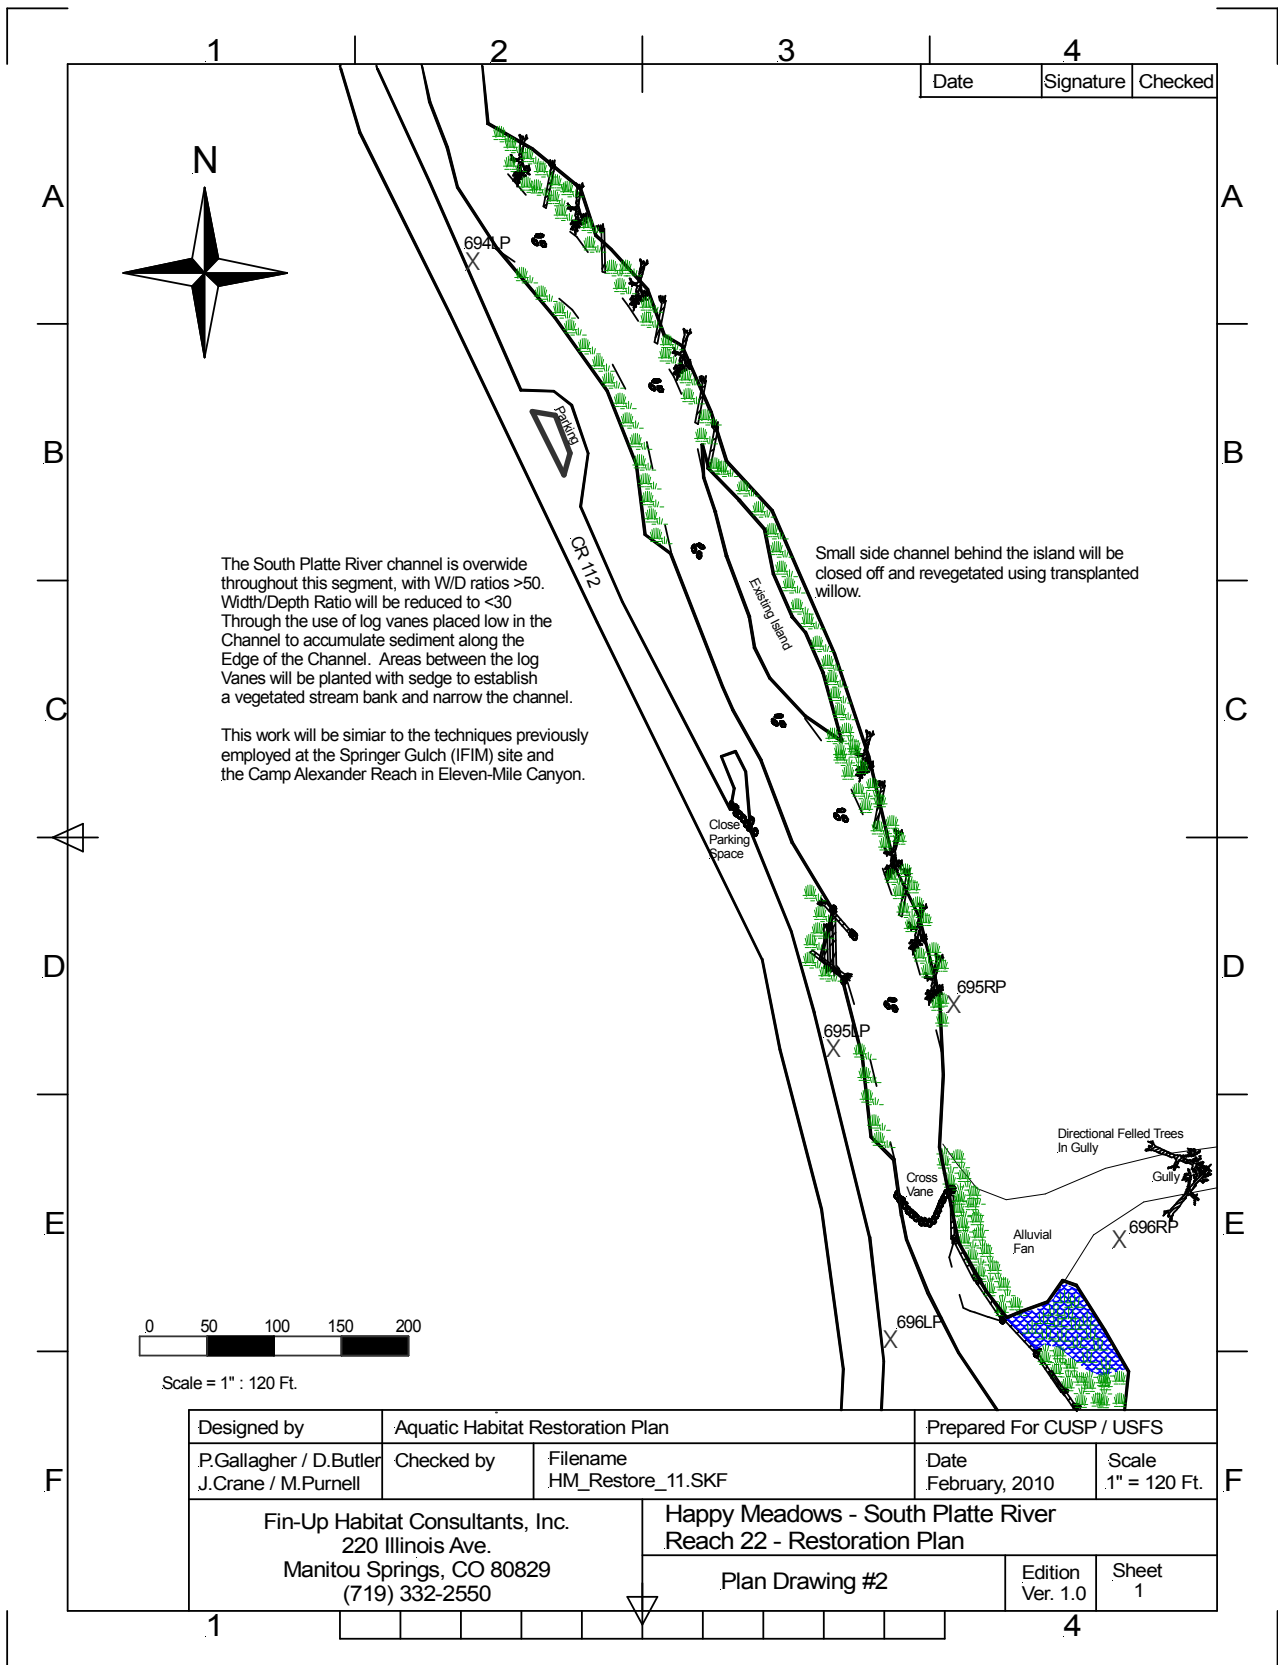 1 2 3 4
Date Signature Checked
N
A A
694LP
Parking
B B
CR 112
The South Platte River channel is overwide
throughout this segment, with W/D ratios >50.
Width/Depth Ratio will be reduced to <30
Through the use of log vanes placed low in the
Channel to accumulate sediment along the
Edge of the Channel. Areas between the log
Vanes will be planted with sedge to establish
a vegetated stream bank and narrow the channel.
This work will be simiar to the techniques previously
employed at the Springer Gulch (IFIM) site and
the Camp Alexander Reach in Eleven-Mile Canyon.
Small side channel behind the island will be
closed off and revegetated using transplanted
willow.
Existing Island
C C
Close
Parking
Space
D D
695RP
695LP
Directional Felled Trees
In Gully
Gully
Cross
Vane
E E
Alluvial
Fan
696RP
696LP
0 50 100 150 200
Scale = 1" : 120 Ft.
Designed by
P.Gallagher / D.Butler
J.Crane / M.Purnell
Aquatic Habitat Restoration Plan
Prepared For CUSP / USFS
Checked by
Filename
HM_Restore_11.SKF
Date
February, 2010
Scale
1" = 120 Ft.
F F
Fin-Up Habitat Consultants, Inc.
220 Illinois Ave.
Manitou Springs, CO 80829
(719) 332-2550
Happy Meadows - South Platte River
Reach 22 - Restoration Plan
Plan Drawing #2
Edition
Ver. 1.0
Sheet
1
1 4